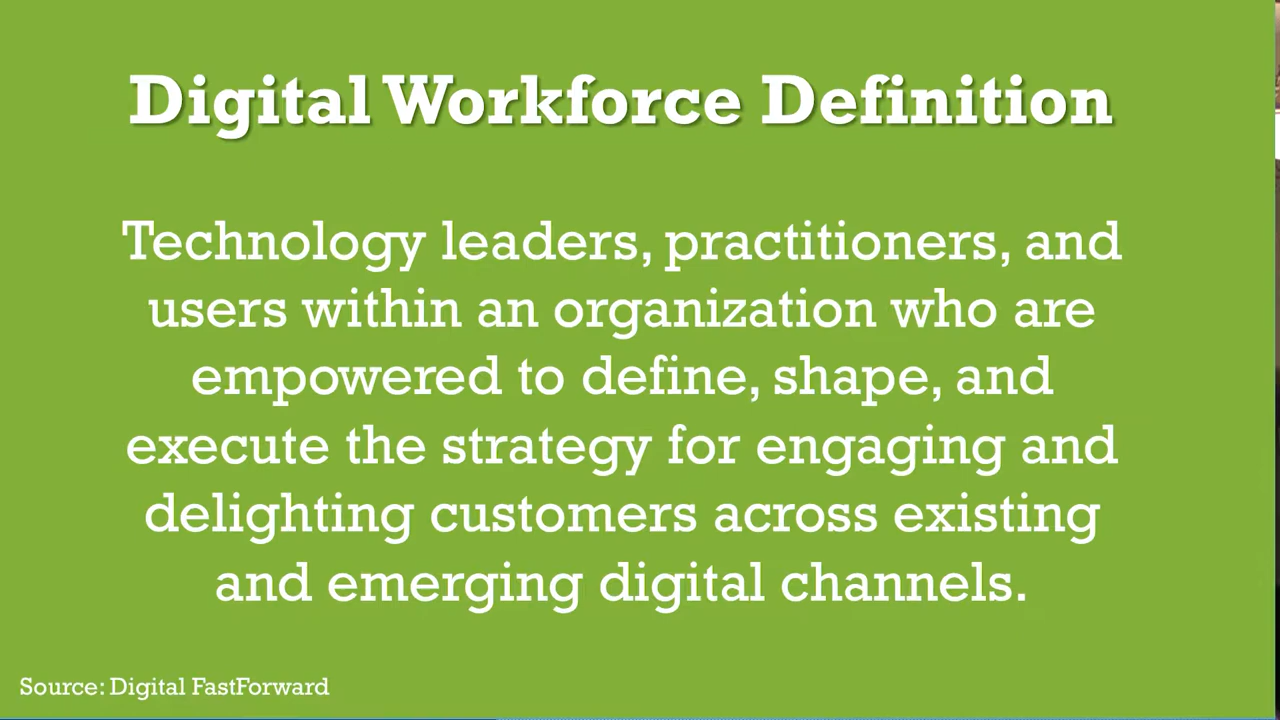 Digital Workforce Definition
Technology leaders, practitioners, and
users within an organization who are
empowered to define, shape, and
execute the strategy for engaging and
delighting customers across existing
and emerging digital channels.
Source: Digital FastForward